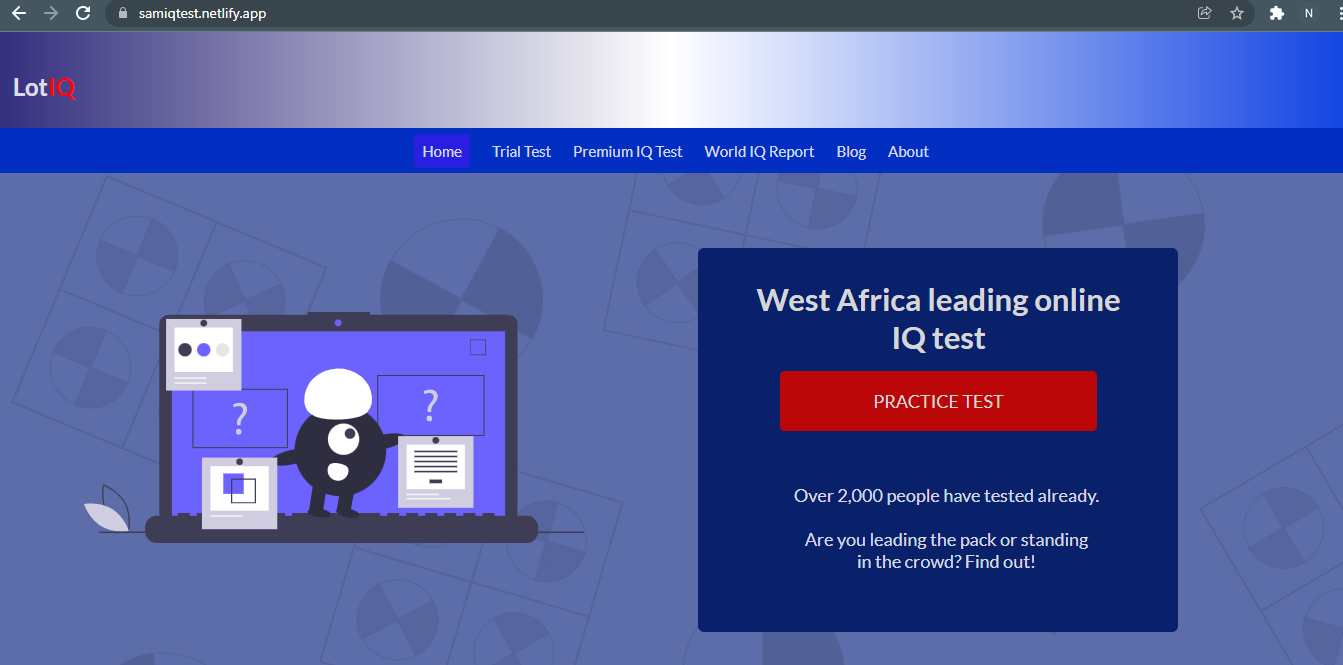 samiqtest.netlify.app
N
LotIQ
Home Trial Test Premium IQ Test World IQ Report Blog About
West Africa leading online
IQ test
PRACTICE TEST
? ?
Over 2,000 people have tested already.
Are you leading the pack or standing
in the crowd? Find out!